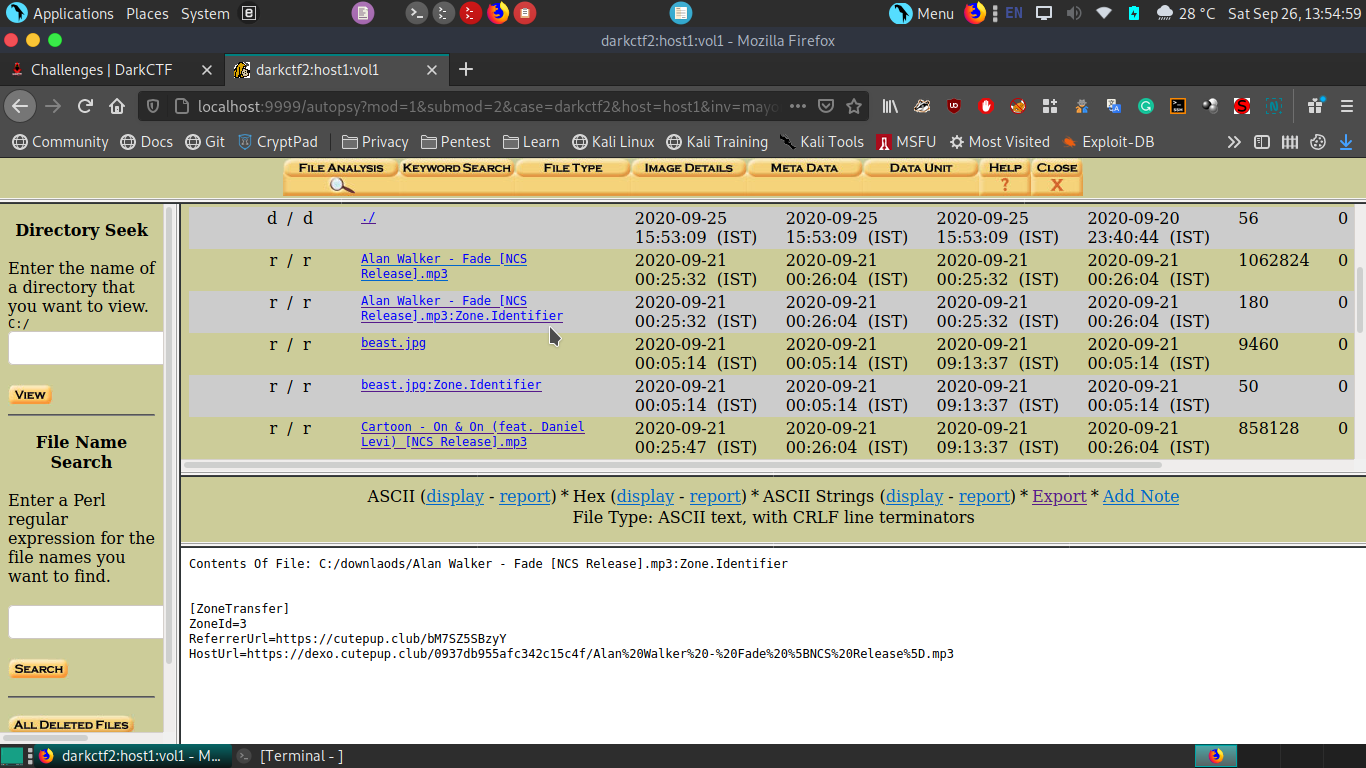 Applications Places System
Menu EN 28 °C Sat Sep 26, 13:54:59
darkctf2:host1:vol1 - Mozilla Firefox
Challenges | DarkCTF
darkctf2:host1:vol1
localhost:9999/autopsy?mod=1&submod=2&case=darkctf2&host=host1&inv=mayo
Community Docs Git CryptPad Privacy Pentest Learn Kali Linux Kali Training Kali Tools MSFU Most Visited Exploit-DB
FILE ANALYSIS KEYWORD SEARCH FILE TYPE IMAGE DETAILS META DATA DATA UNIT HELP CLOSE
? X
Directory Seek
Enter the name of
a directory that
you want to view.
C:/
VIEW
File Name
Search
Enter a Perl
regular
expression for the
file names you
want to find.
SEARCH
ALL DELETED FILES
d / d ./ 2020-09-25 2020-09-25 2020-09-25 2020-09-20 56 0
15:53:09 (IST) 15:53:09 (IST) 15:53:09 (IST) 23:40:44 (IST)
r / r Alan Walker - Fade [NCS 2020-09-21 2020-09-21 2020-09-21 2020-09-21 1062824 0
Release].mp3 00:25:32 (IST) 00:26:04 (IST) 00:25:32 (IST) 00:26:04 (IST)
r / r Alan Walker - Fade [NCS 2020-09-21 2020-09-21 2020-09-21 2020-09-21 180 0
Release].mp3:Zone.Identifier 00:25:32 (IST) 00:26:04 (IST) 00:25:32 (IST) 00:26:04 (IST)
r / r beast.jpg 2020-09-21 2020-09-21 2020-09-21 2020-09-21 9460 0
00:05:14 (IST) 00:05:14 (IST) 09:13:37 (IST) 00:05:14 (IST)
r / r beast.jpg:Zone.Identifier 2020-09-21 2020-09-21 2020-09-21 2020-09-21 50 0
00:05:14 (IST) 00:05:14 (IST) 09:13:37 (IST) 00:05:14 (IST)
r / r Cartoon - On & On (feat. Daniel 2020-09-21 2020-09-21 2020-09-21 2020-09-21 858128 0
Levi) [NCS Release].mp3 00:25:47 (IST) 00:26:04 (IST) 09:13:37 (IST) 00:26:04 (IST)
ASCII (display - report) * Hex (display - report) * ASCII Strings (display - report) * Export * Add Note
File Type: ASCII text, with CRLF line terminators
Contents Of File: C:/downlaods/Alan Walker - Fade [NCS Release].mp3:Zone.Identifier
[ZoneTransfer]
ZoneId=3
ReferrerUrl=https://cutepup.club/bM7SZ5SBzyY
HostUrl=https://dexo.cutepup.club/0937db955afc342c15c4f/Alan%20Walker%20-%20Fade%20%5BNCS%20Release%5D.mp3
darkctf2:host1:vol1 - M...
[Terminal - ]